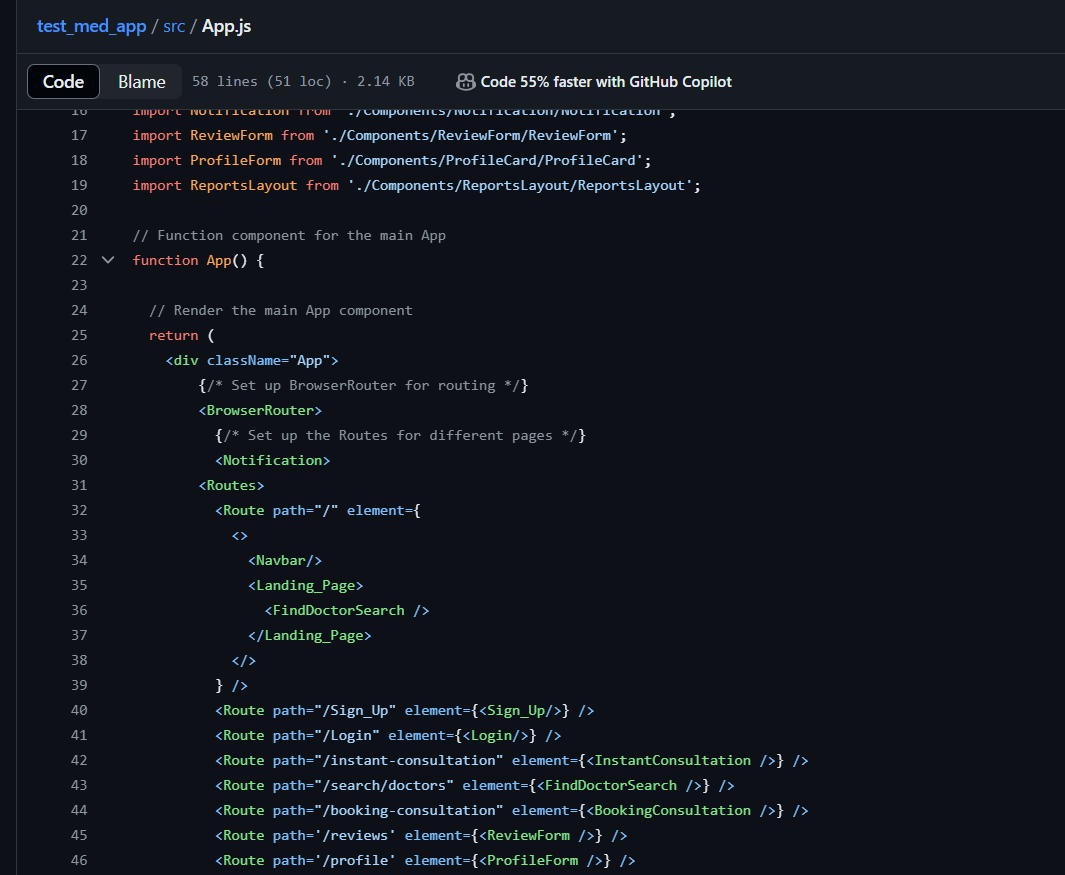 test_med_app / src / App.js
Code Blame 58 lines (51 loc) · 2.14 KB Code 55% faster with GitHub Copilot
16 import Notification from './Components/Notification/Notification';
17 import ReviewForm from './Components/ReviewForm/ReviewForm';
18 import ProfileForm from './Components/ProfileCard/ProfileCard';
19 import ReportsLayout from './Components/ReportsLayout/ReportsLayout';
20
21 // Function component for the main App
22 function App() {
23
24 // Render the main App component
25 return (
26 <div className="App">
27 {/* Set up BrowserRouter for routing */}
28 <BrowserRouter>
29 {/* Set up the Routes for different pages */}
30 <Notification>
31 <Routes>
32 <Route path="/" element={
33 <>
34 <Navbar/>
35 <Landing_Page>
36 <FindDoctorSearch />
37 </Landing_Page>
38 </>
39 } />
40 <Route path="/Sign_Up" element={<Sign_Up/>} />
41 <Route path="/Login" element={<Login/>} />
42 <Route path="/instant-consultation" element={<InstantConsultation />} />
43 <Route path="/search/doctors" element={<FindDoctorSearch />} />
44 <Route path="/booking-consultation" element={<BookingConsultation />} />
45 <Route path='/reviews' element={<ReviewForm />} />
46 <Route path='/profile' element={<ProfileForm />} />